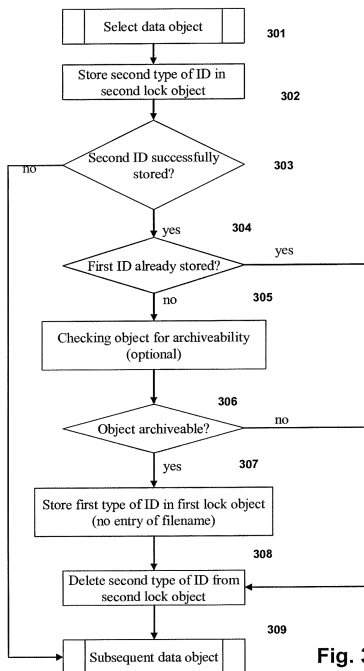 Select data object
301
Store second type of ID in
second lock object
302
Second ID successfully
stored?
303
no
yes
304
First ID already stored?
yes
no
305
Checking object for archiveability
(optional)
306
Object archiveable?
no
yes
307
Store first type of ID in first lock object
(no entry of filename)
308
Delete second type of ID from
second lock object
309
Subsequent data object
Fig.